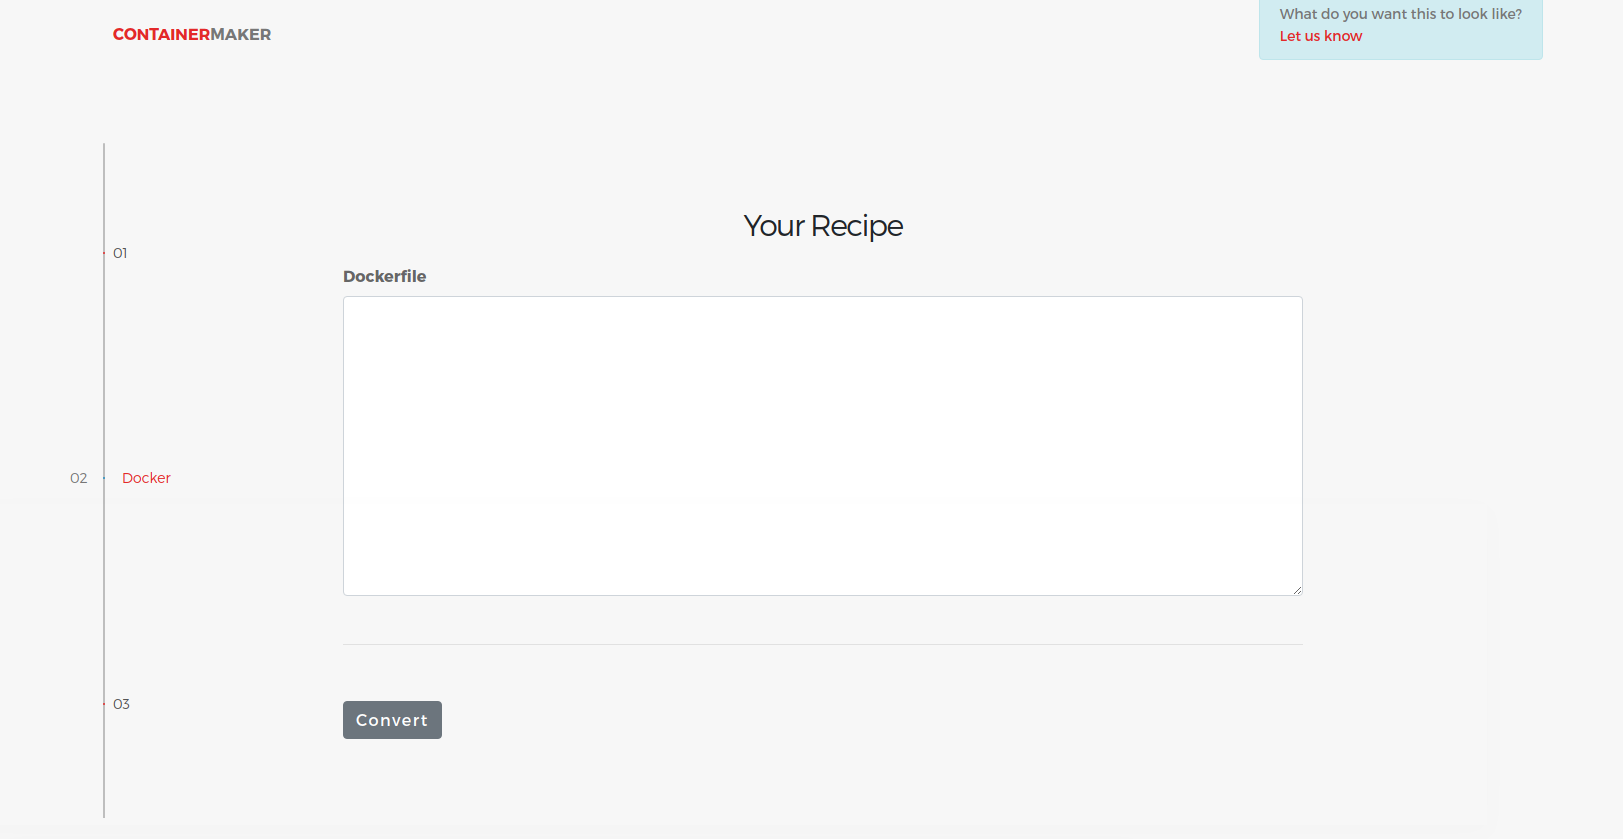 CONTAINERMAKER
What do you want this to look like?
Let us know
Your Recipe
01
Dockerfile
02
Docker
03
Convert